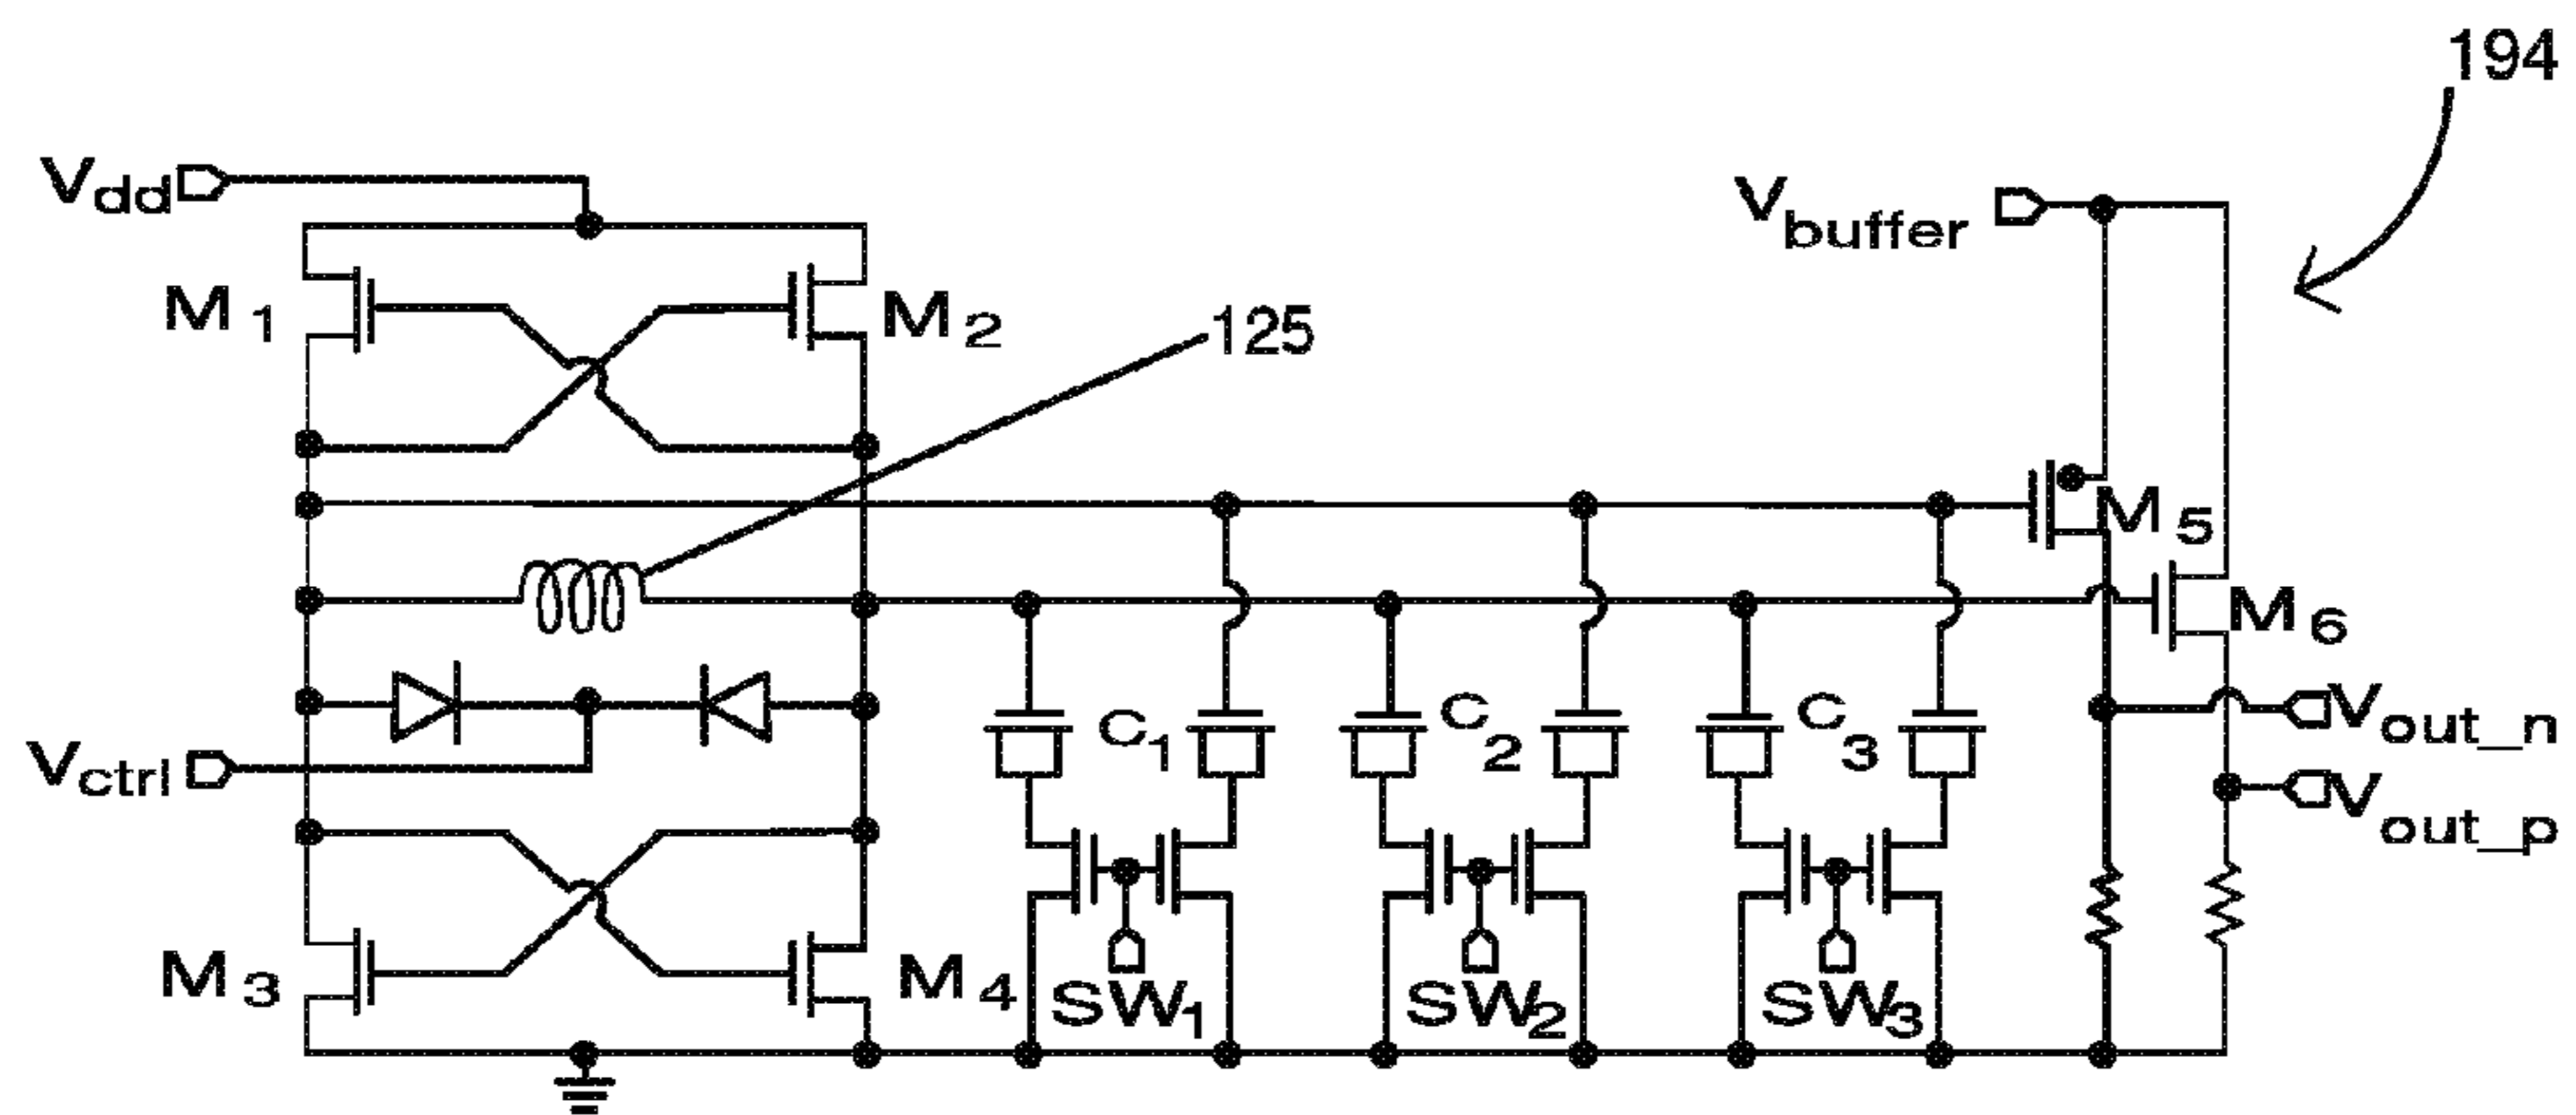 194
Vdd
Vbuffer
M1
M2
125
M5
M6
C1
C2
C3
Vout_n
Vctrl
Vout_p
M3
M4
SW1
SW2
SW3